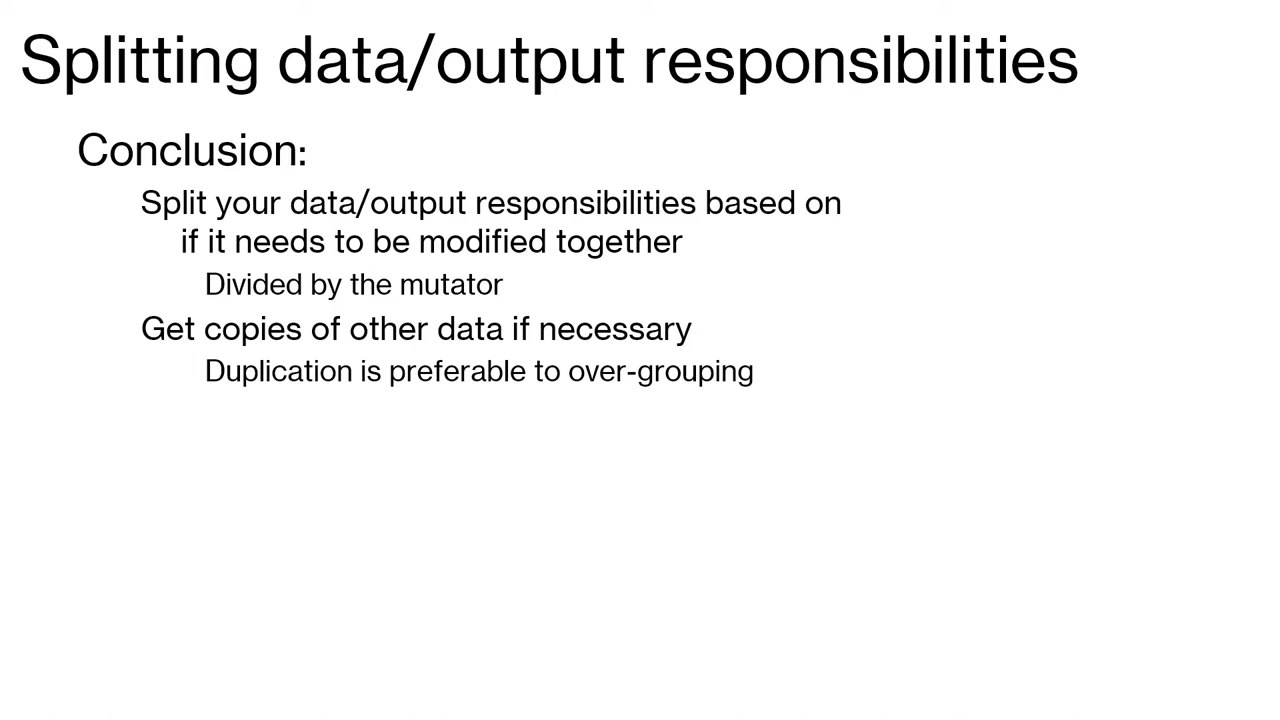 Splitting data/output responsibilities
Conclusion:
Split your data/output responsibilities based on
if it needs to be modified together
Divided by the mutator
Get copies of other data if necessary
Duplication is preferable to over-grouping